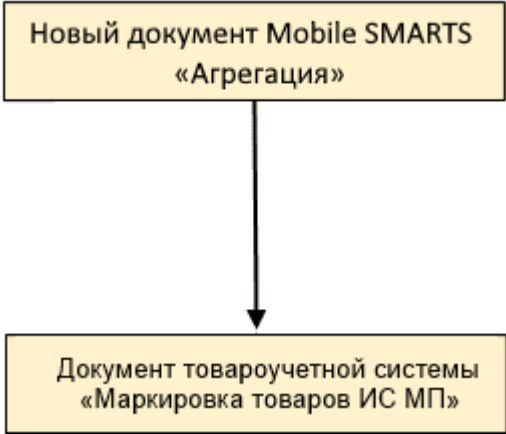 Новый документ Mobile SMARTS
«Агрегация»
Документ товароучетной системы
«Маркировка товаров ИС МП»